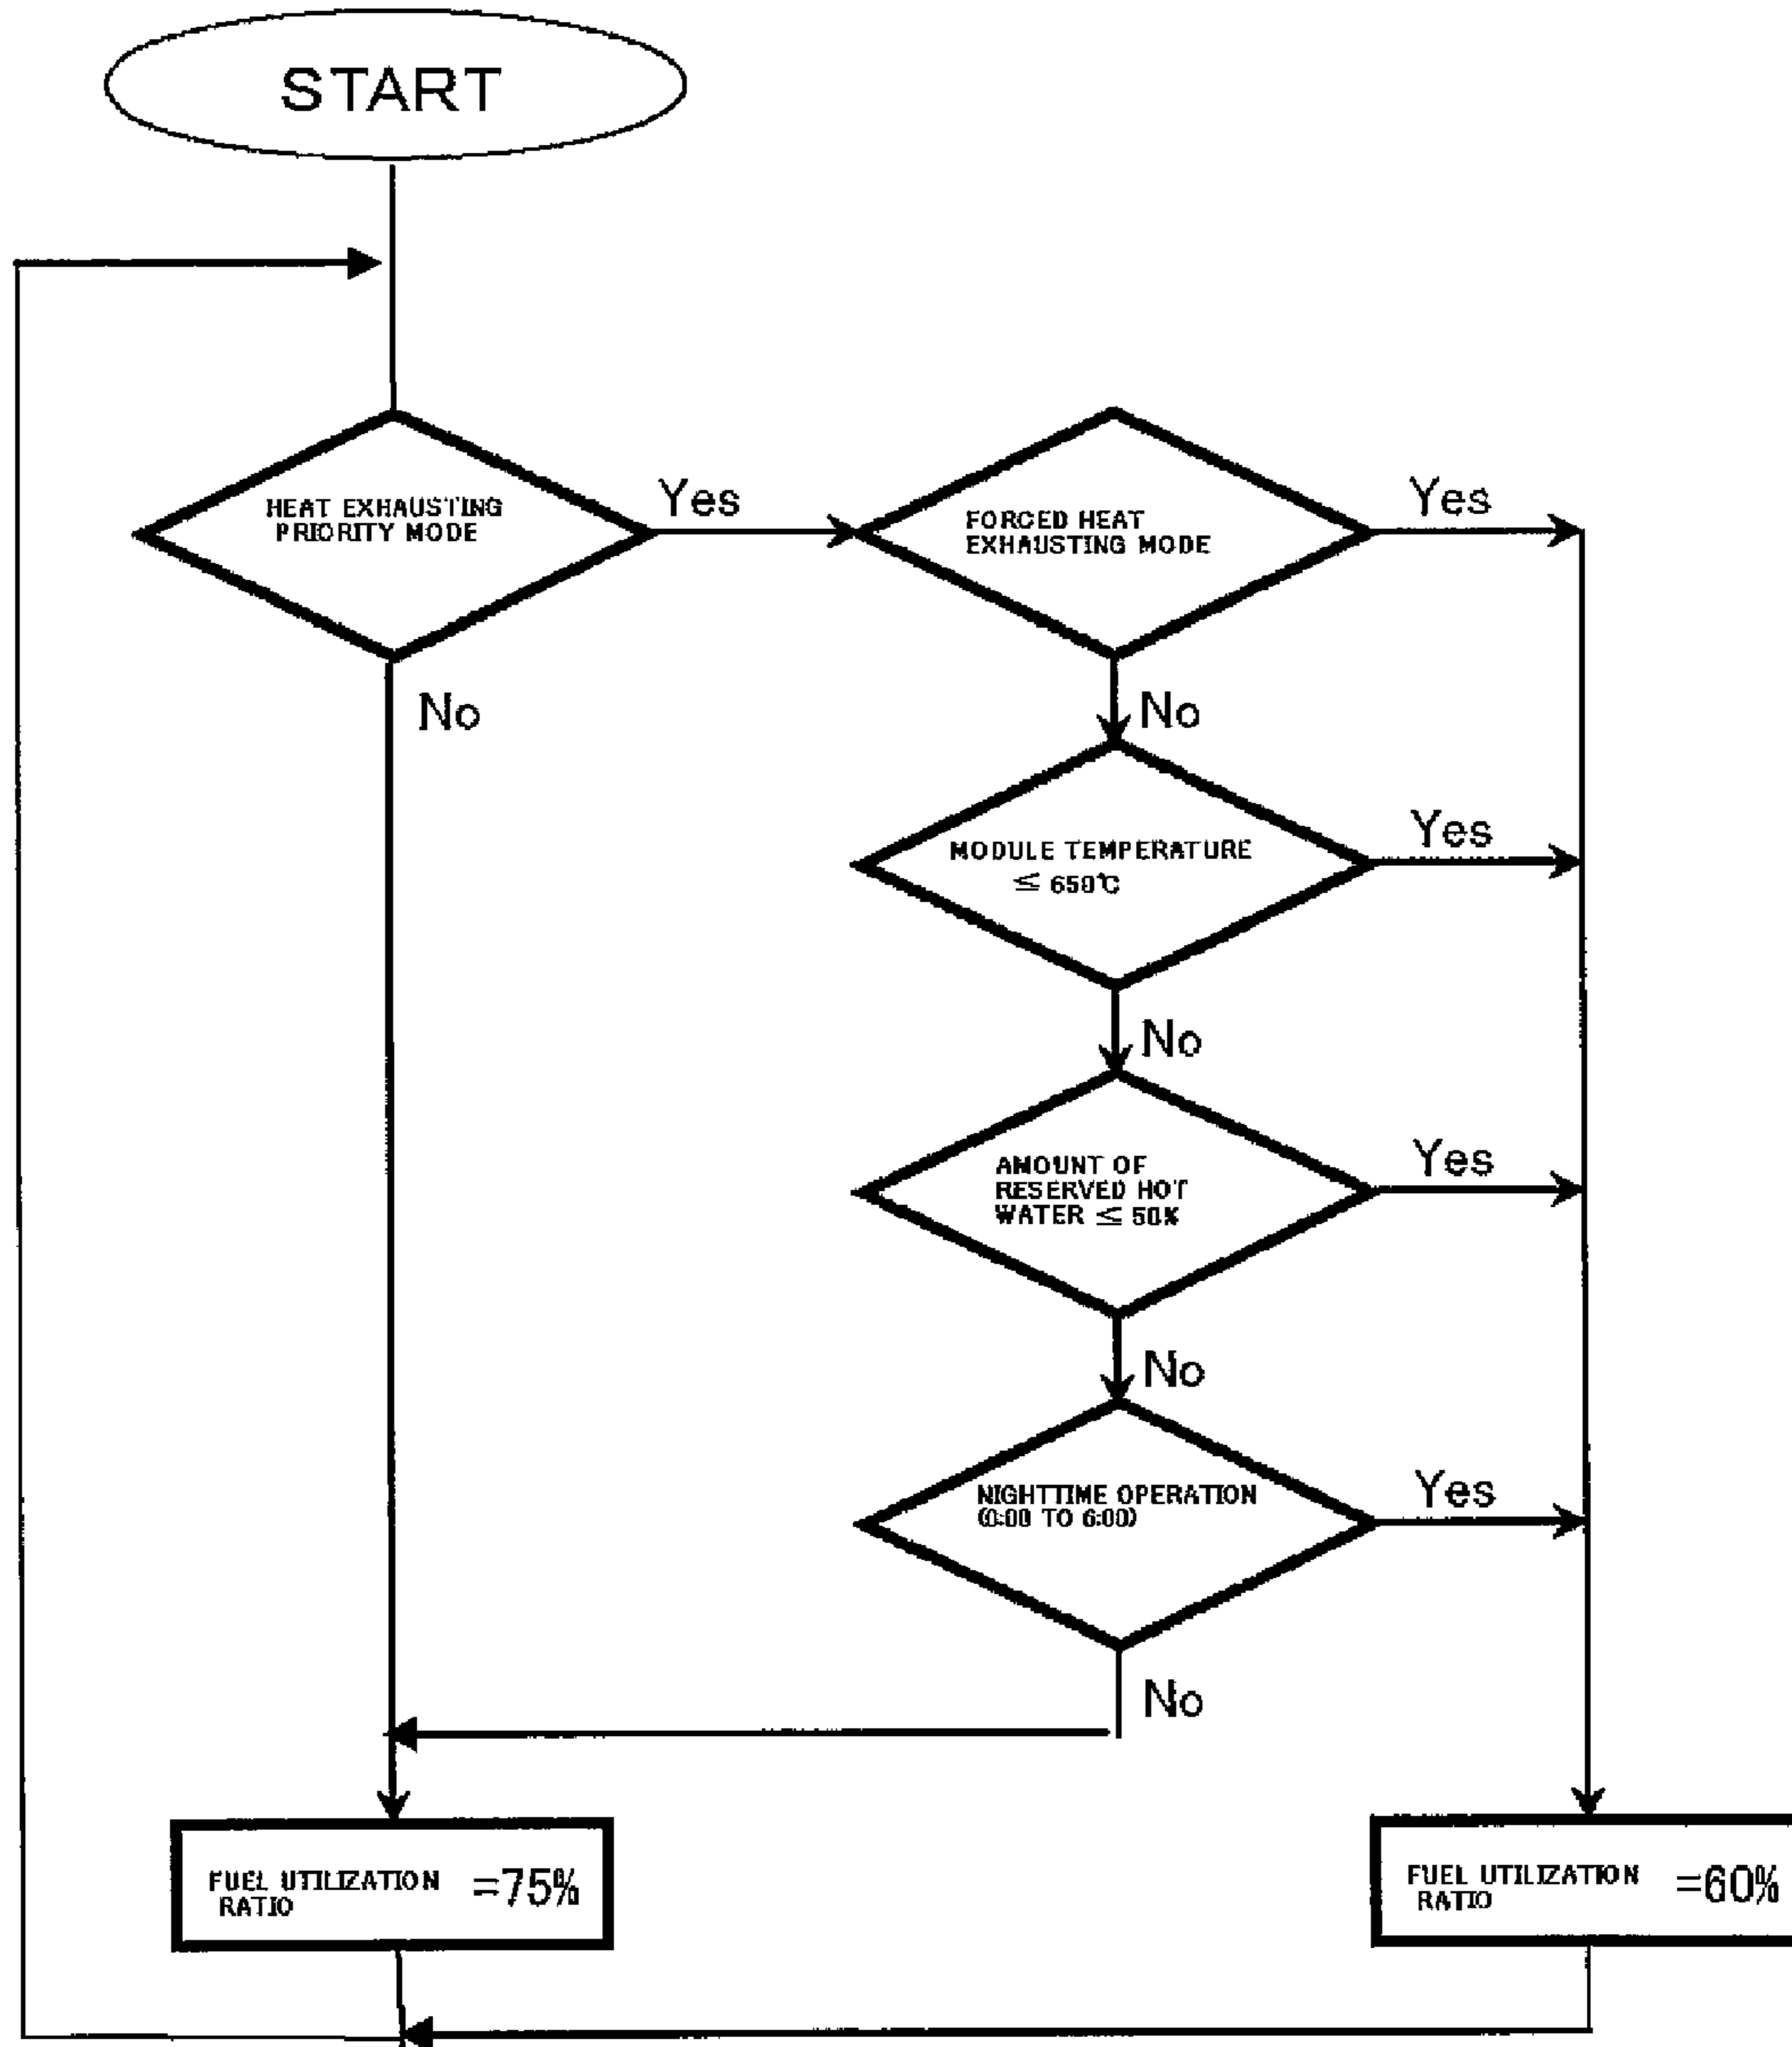 START
HEAT EXHAUSTING
PRIORITY MODE
Yes
FORCED HEAT
EXHAUSTING MODE
Yes
No
No
MODULE TEMPERATURE
≦ 650℃
Yes
No
AMOUNT OF
RESERVED HOT
WATER ≦ 50%
Yes
No
NIGHTTIME OPERATION
(0:00 TO 6:00)
Yes
No
FUEL UTILIZATION
RATIO =75%
FUEL UTILIZATION
RATIO =60%